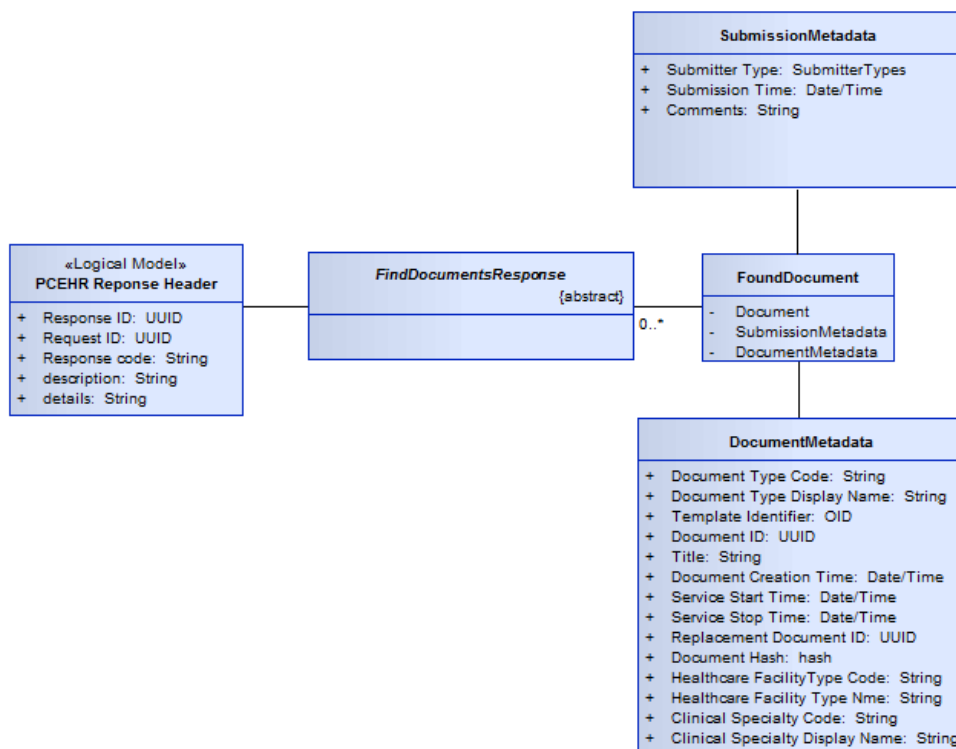 SubmissionMetadata
+ Submitter Type: SubmitterTypes
+ Submission Time: Date/Time
+ Comments: String
«Logical Model»
PCEHR Reponse Header
+ Response ID: UUID
+ Request ID: UUID
+ Response code: String
+ description: String
+ details: String
FindDocumentsResponse
{abstract}
0..*
FoundDocument
- Document
- SubmissionMetadata
- DocumentMetadata
DocumentMetadata
+ Document Type Code: String
+ Document Type Display Name: String
+ Template Identifier: OID
+ Document ID: UUID
+ Title: String
+ Document Creation Time: Date/Time
+ Service Start Time: Date/Time
+ Service Stop Time: Date/Time
+ Replacement Document ID: UUID
+ Document Hash: hash
+ Healthcare FacilityType Code: String
+ Healthcare Facility Type Nme: String
+ Clinical Specialty Code: String
+ Clinical Specialty Display Name: String